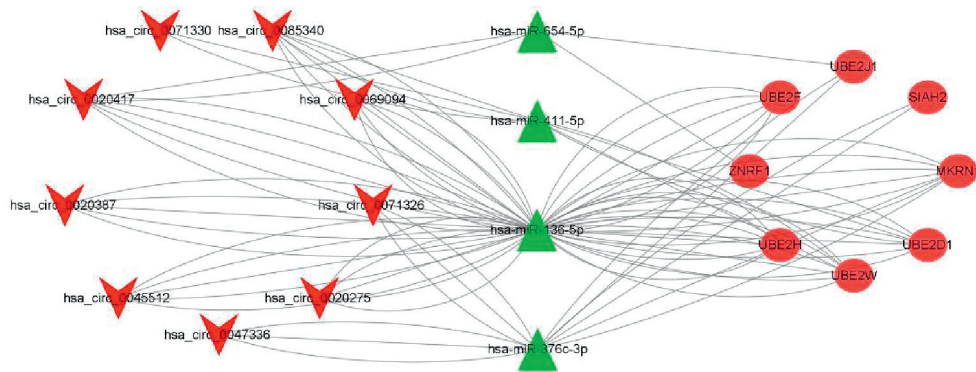 hsa_circ_0071330
hsa_circ_0085340
hsa-miR-654-5p
UBE2J1
hsa_circ_0020417
hsa_circ_0069094
UBE2F
SIAH2
hsa-miR-411-5p
ZNRF1
MKRN1
hsa_circ_0020387
hsa_circ_0071326
hsa-miR-136-5p
UBE2H
UBE2D1
UBE2W
hsa_circ_0045512
hsa_circ_0020275
hsa_circ_0047336
hsa-miR-376c-3p